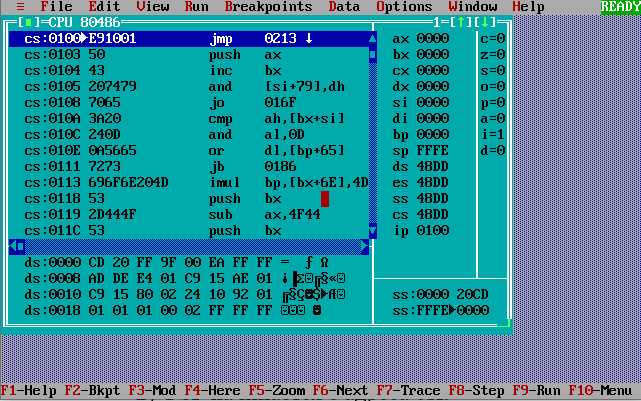 ≡ File Edit View Run Breakpoints Data Options Window Help READY
[■]=CPU 80486 1=[↑][↓]
cs:0100►E91001 jmp 0213 ↓ ax 0000 c=0
cs:0103 50 push ax bx 0000 z=0
cs:0104 43 inc bx cx 0000 s=0
cs:0105 207479 and [si+79],dh dx 0000 o=0
cs:0108 7065 jo 016F si 0000 p=0
cs:010A 3A20 cmp ah,[bx+si] di 0000 a=0
cs:010C 240D and al,0D bp 0000 i=1
cs:010E 0A5665 or dl,[bp+65] sp FFFE d=0
cs:0111 7273 jb 0186 ds 48DD
cs:0113 696F6E204D imul bp,[bx+6E],4D es 48DD
cs:0118 53 push bx ss 48DD
cs:0119 2D444F sub ax,4F44 cs 48DD
cs:011C 53 push bx ip 0100
ds:0000 CD 20 FF 9F 00 EA FF FF = ƒ Ω
ds:0008 AD DE E4 01 C9 15 AE 01 ¡▐Σ☺╔§«☺
ds:0010 C9 15 80 02 24 10 92 01 ╔§Ç☻$►Æ☺ ss:0000 20CD
ds:0018 01 01 01 00 02 FF FF FF ☺☺☺ ☻ ss:FFFE►0000
F1-Help F2-Bkpt F3-Mod F4-Here F5-Zoom F6-Next F7-Trace F8-Step F9-Run F10-Menu